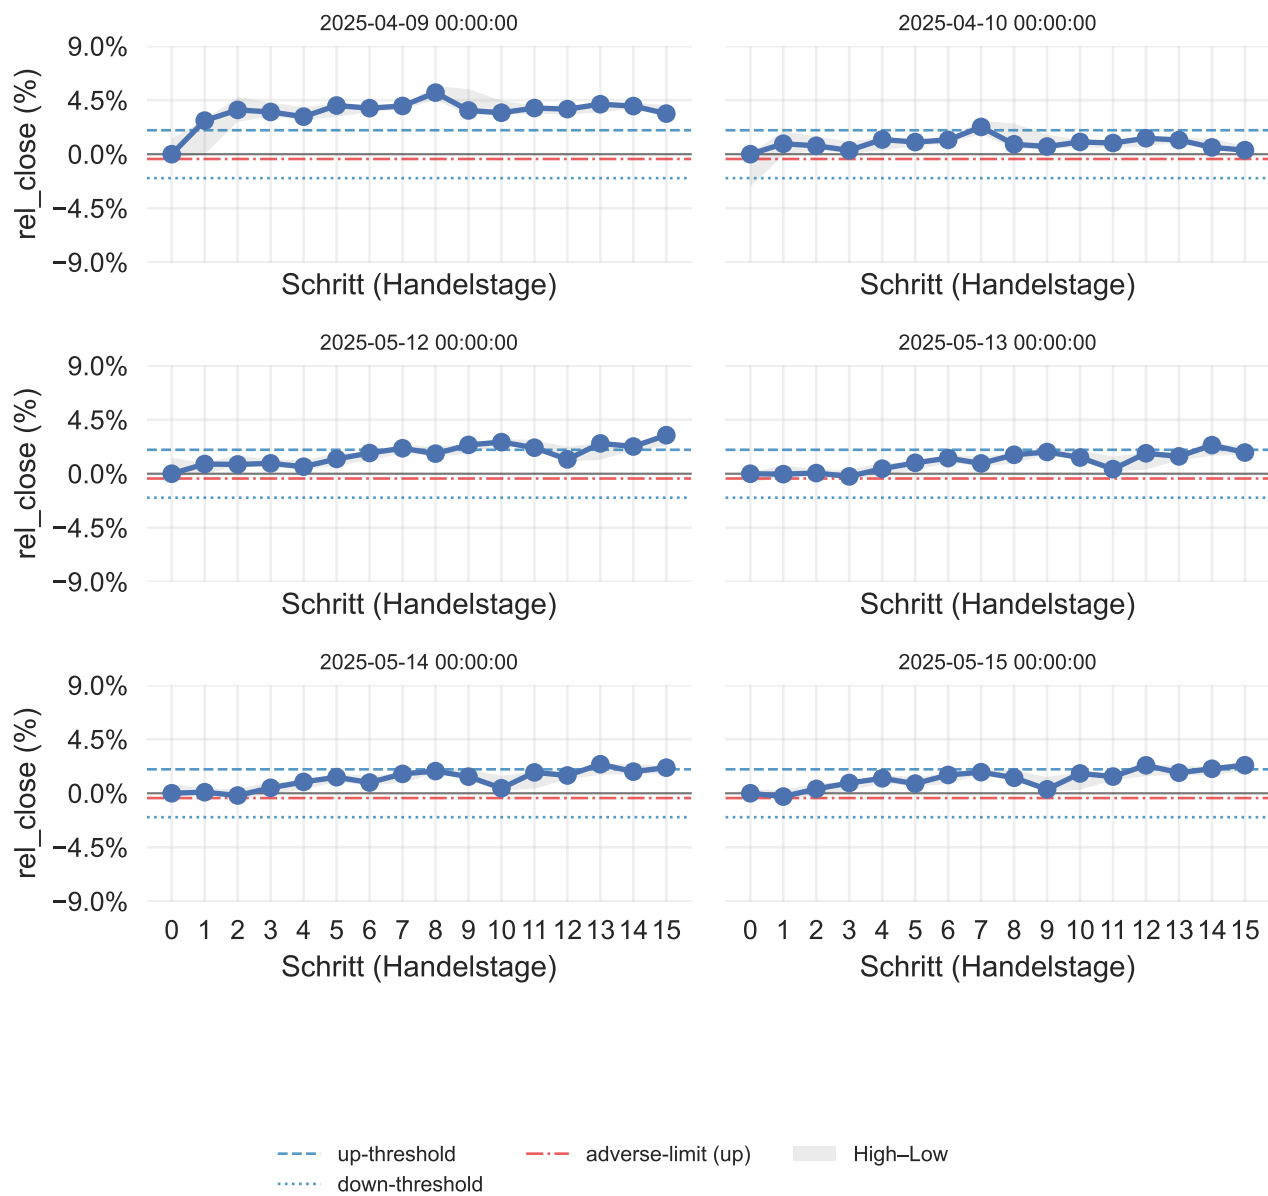 2025-04-09 00:00:00
2025-04-10 00:00:00
rel_close (%)
9.0%
4.5%
0.0%
−4.5%
−9.0%
Schritt (Handelstage)
Schritt (Handelstage)
2025-05-12 00:00:00
2025-05-13 00:00:00
rel_close (%)
9.0%
4.5%
0.0%
−4.5%
−9.0%
Schritt (Handelstage)
Schritt (Handelstage)
2025-05-14 00:00:00
2025-05-15 00:00:00
rel_close (%)
9.0%
4.5%
0.0%
−4.5%
−9.0%
0 1 2 3 4 5 6 7 8 9 10 11 12 13 14 15
0 1 2 3 4 5 6 7 8 9 10 11 12 13 14 15
Schritt (Handelstage)
Schritt (Handelstage)
up-threshold
adverse-limit (up)
High–Low
down-threshold